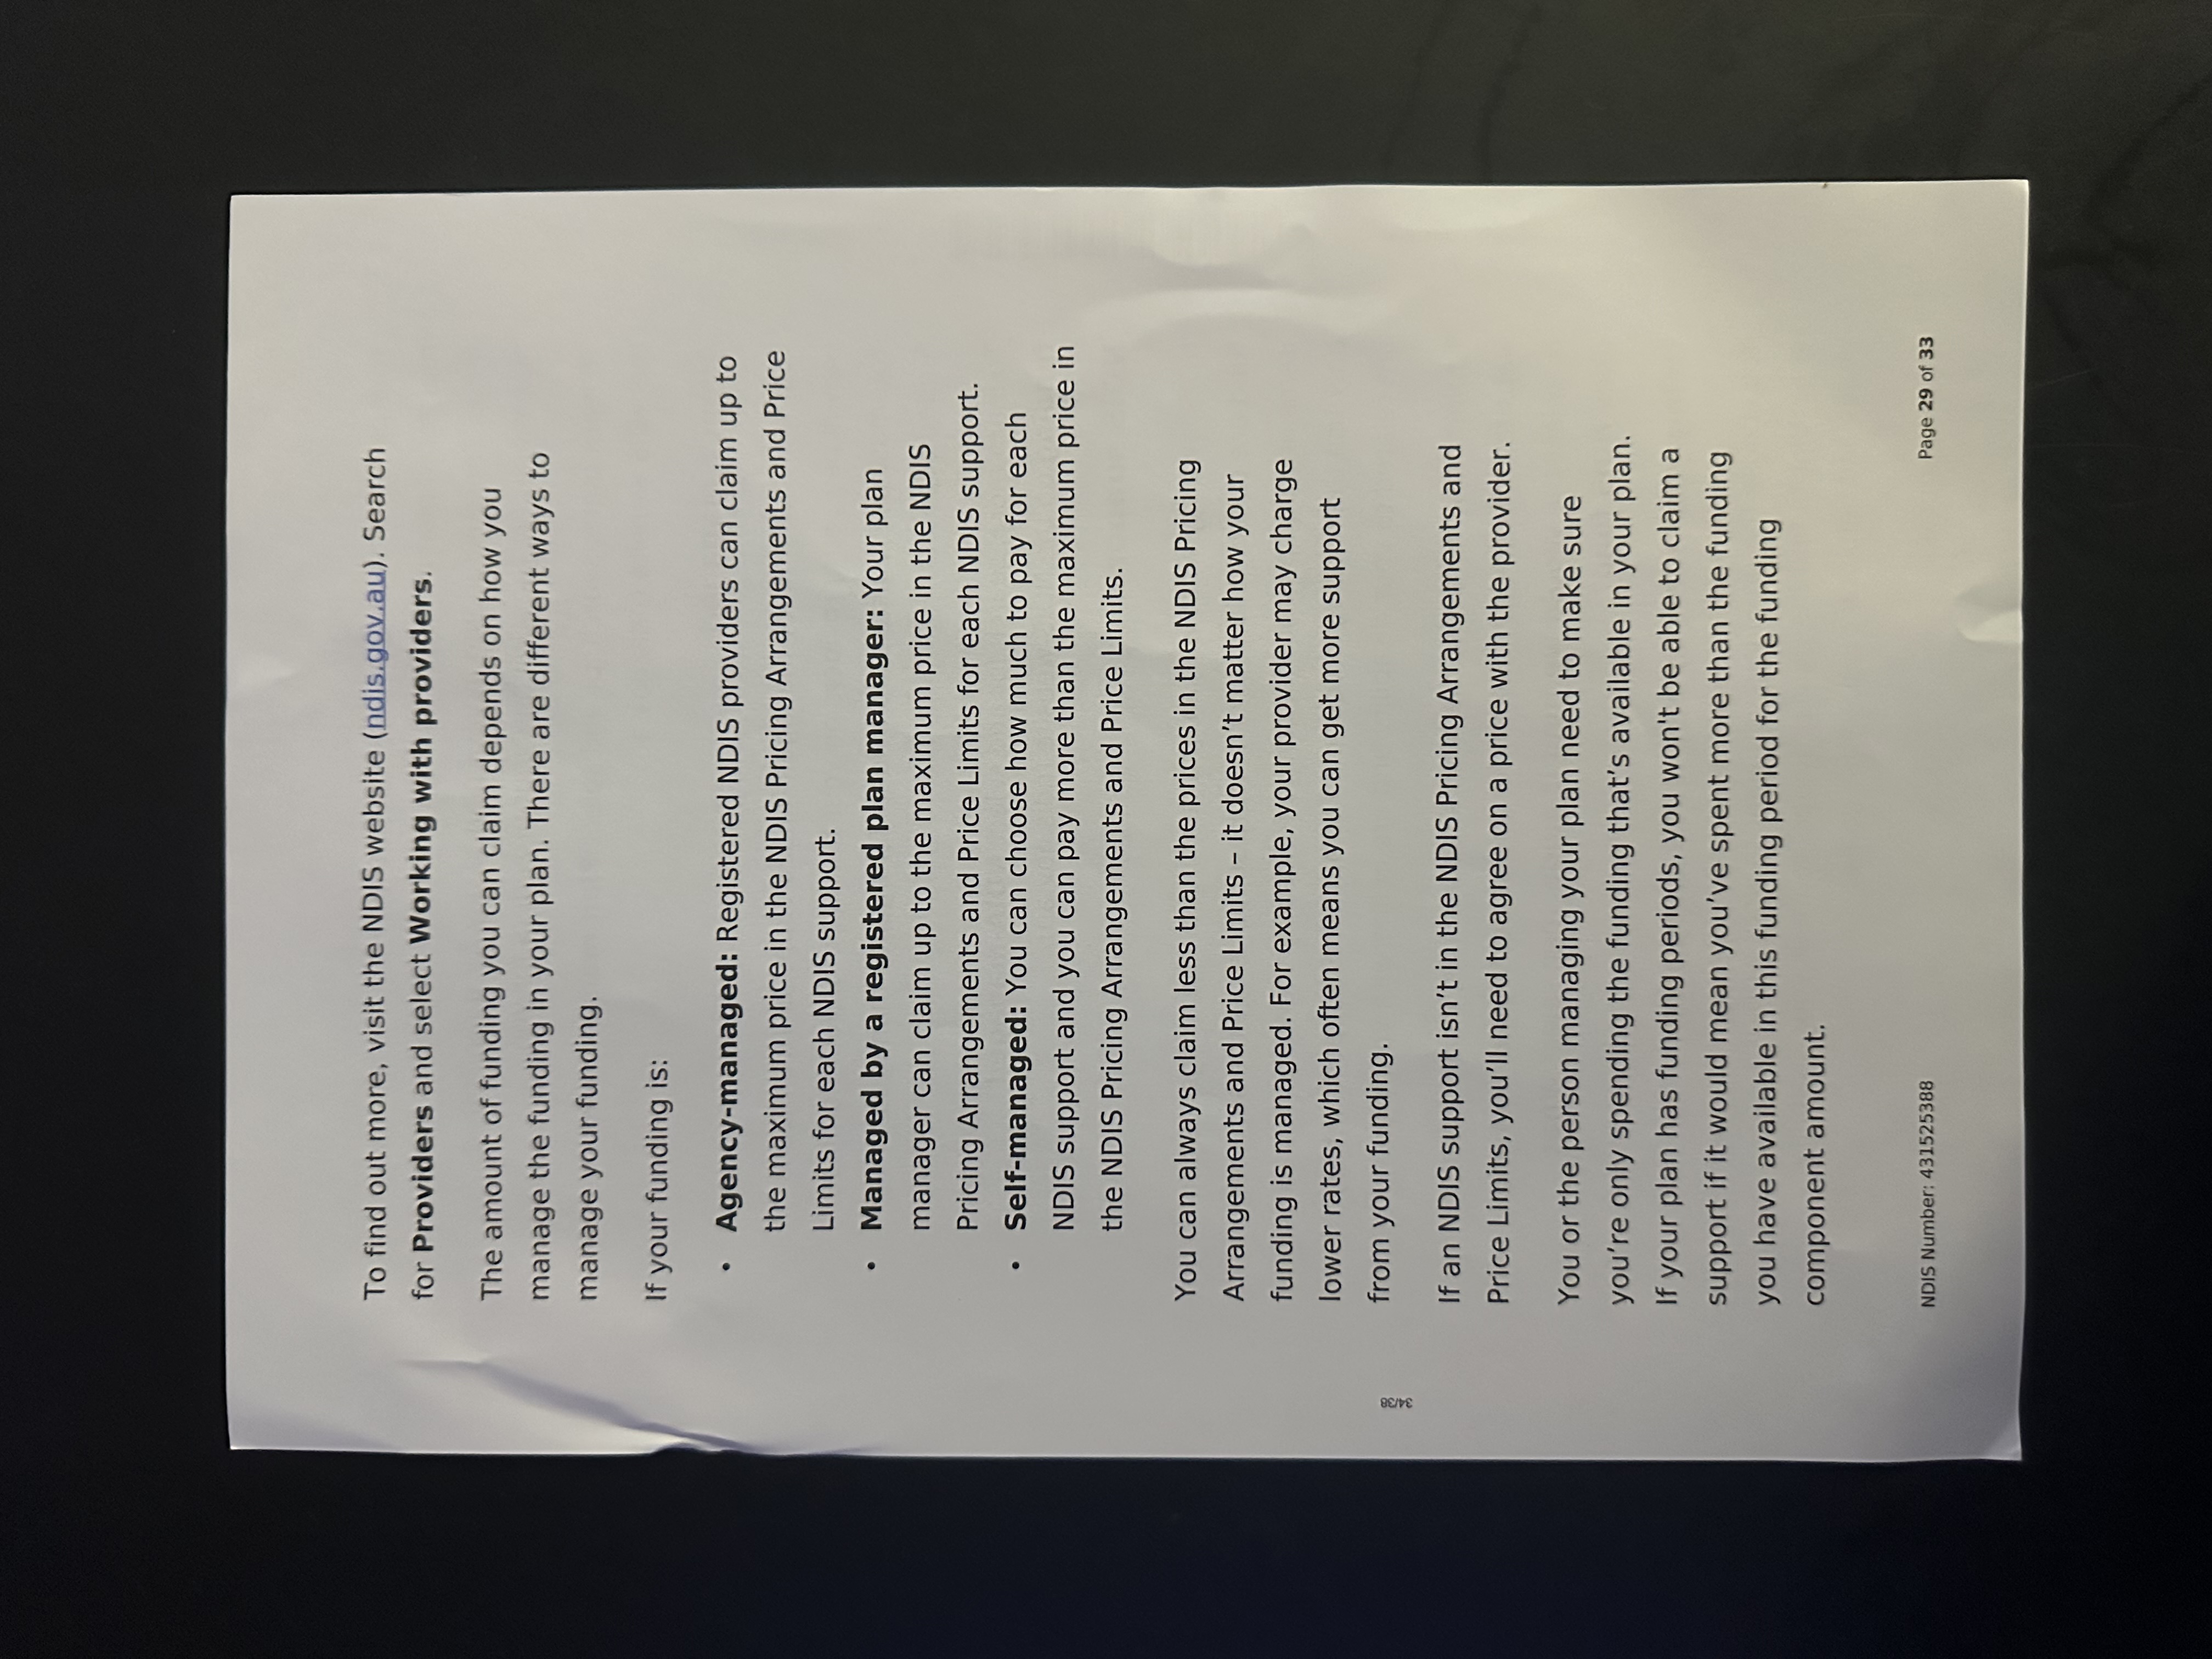 To find out more, visit the NDIS website (ndis.gov.au). Search
for Providers and select Working with providers.
The amount of funding you can claim depends on how you
manage the funding in your plan. There are different ways to
manage your funding.
If your funding is:
• Agency-managed: Registered NDIS providers can claim up to
the maximum price in the NDIS Pricing Arrangements and Price
Limits for each NDIS support.
• Managed by a registered plan manager: Your plan
manager can claim up to the maximum price in the NDIS
Pricing Arrangements and Price Limits for each NDIS support.
• Self-managed: You can choose how much to pay for each
NDIS support and you can pay more than the maximum price in
the NDIS Pricing Arrangements and Price Limits.
You can always claim less than the prices in the NDIS Pricing
Arrangements and Price Limits – it doesn’t matter how your
funding is managed. For example, your provider may charge
lower rates, which often means you can get more support
from your funding.
34/38
If an NDIS support isn’t in the NDIS Pricing Arrangements and
Price Limits, you’ll need to agree on a price with the provider.
You or the person managing your plan need to make sure
you’re only spending the funding that’s available in your plan.
If your plan has funding periods, you won't be able to claim a
support if it would mean you’ve spent more than the funding
you have available in this funding period for the funding
component amount.
NDIS Number: 431525388
Page 29 of 33